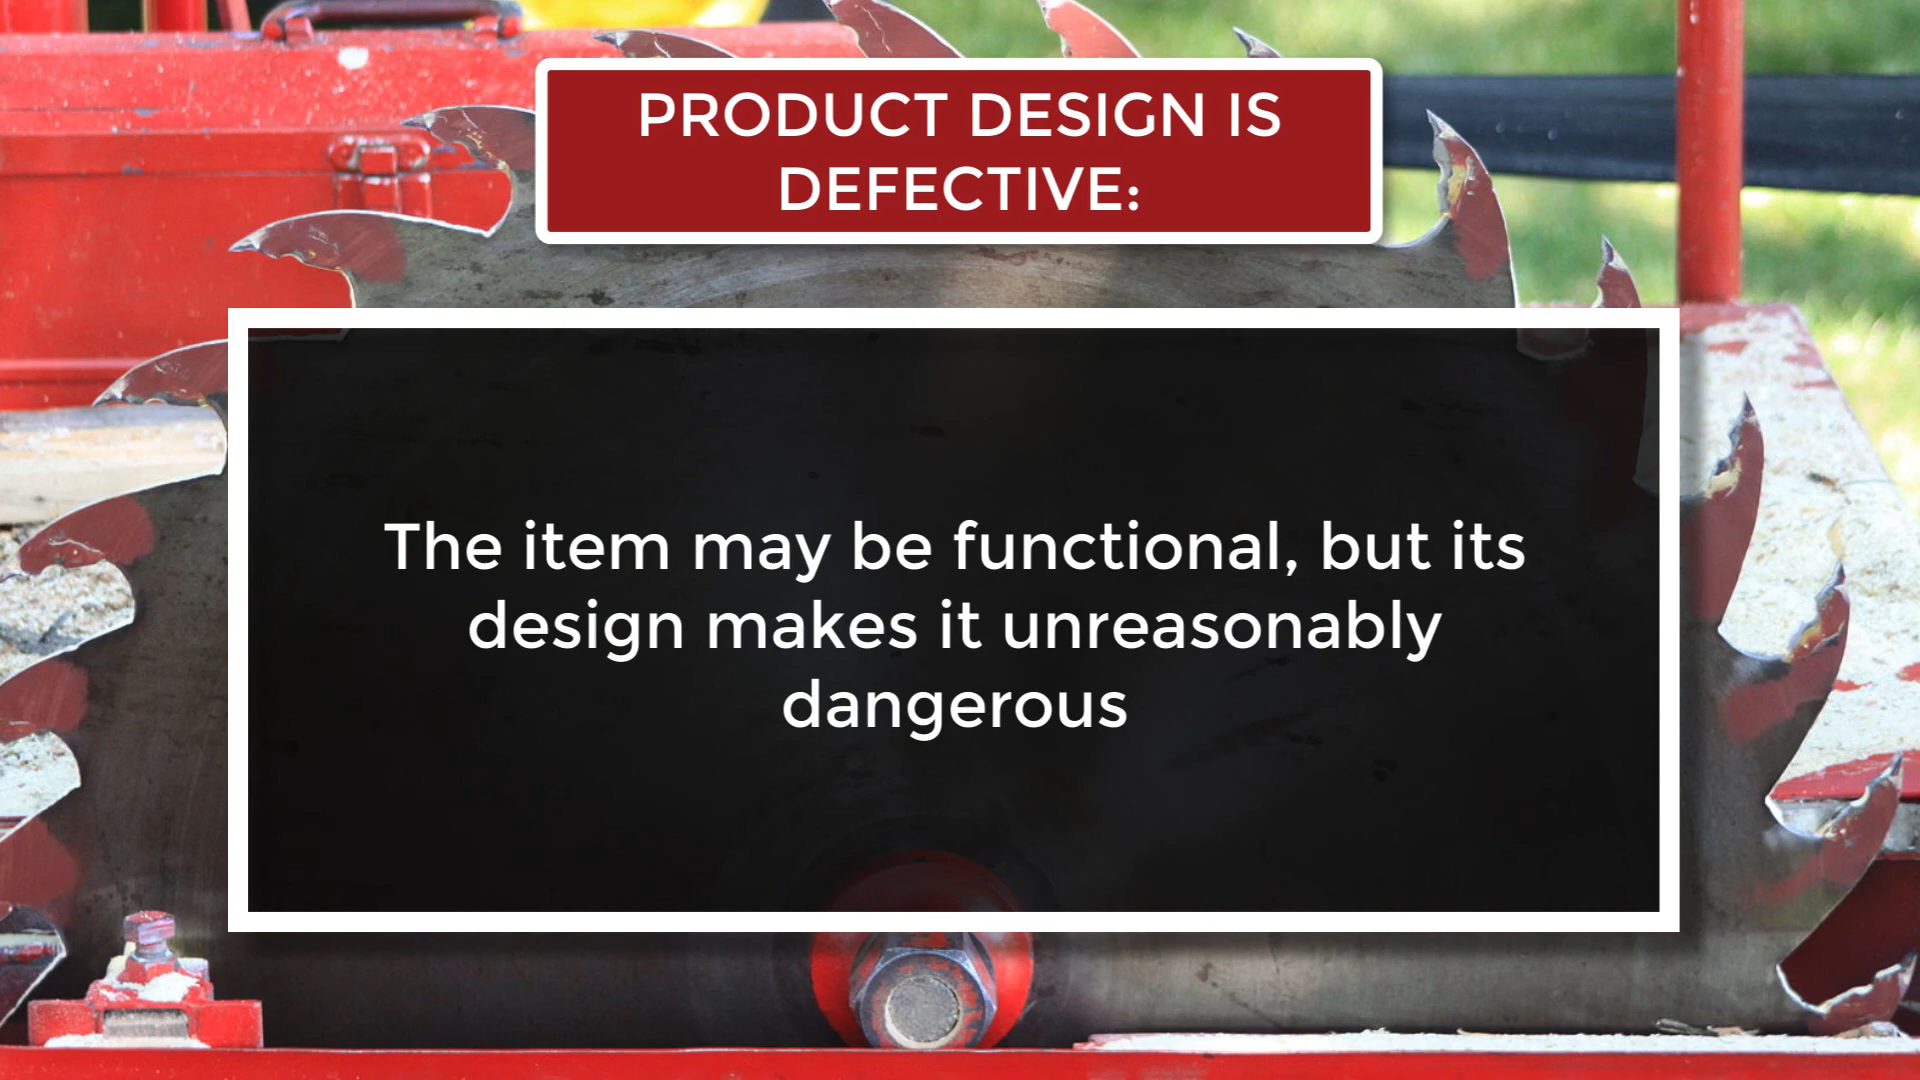 PRODUCT DESIGN IS
DEFECTIVE:
The item may be functional, but its
design makes it unreasonably
dangerous